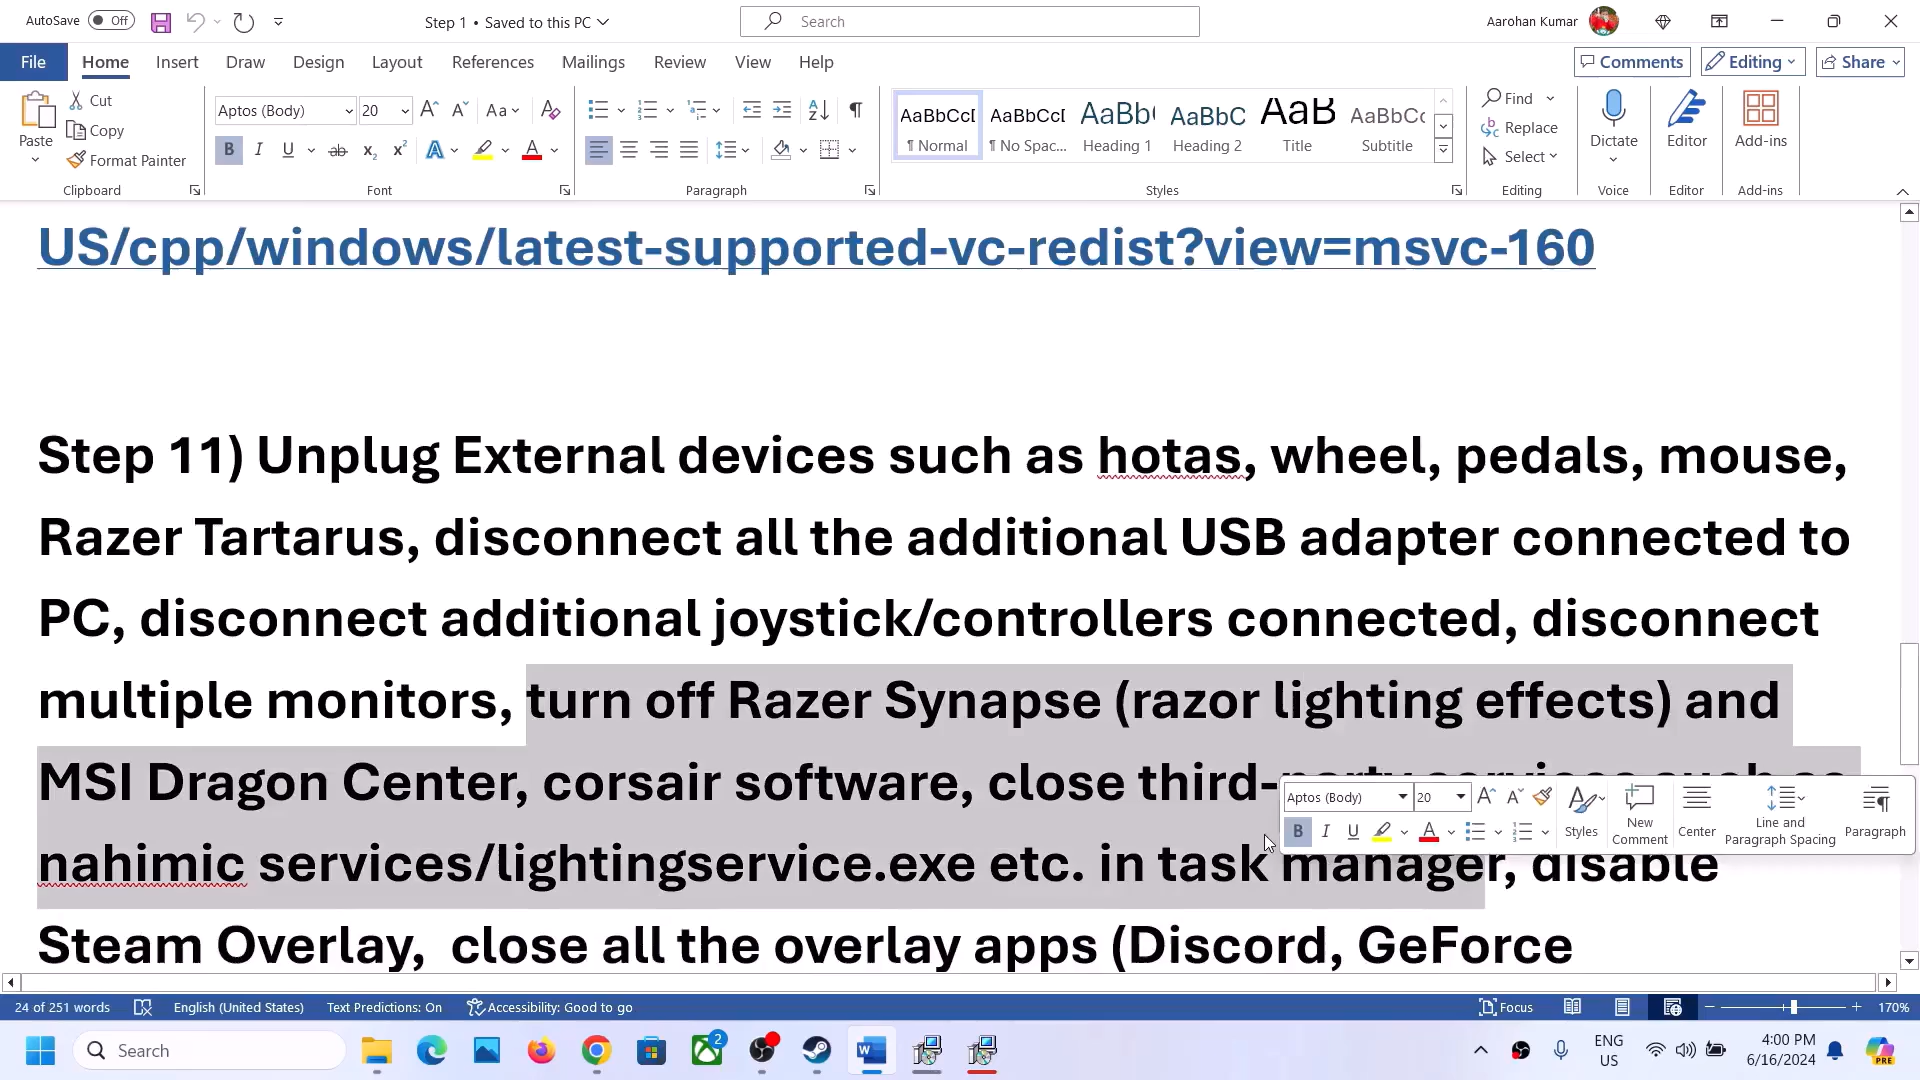 AutoSave Off
Step 1 • Saved to this PC
Search
Aarohan Kumar
File Home Insert Draw Design Layout References Mailings Review View Help
Comments Editing Share
Paste
Cut
Copy
Format Painter
Clipboard
Aptos (Body) 20
Font
Paragraph
AaBbCcD AaBbCcD AaBb( AaBbC AaB AaBbCc
¶ Normal ¶ No Spac... Heading 1 Heading 2 Title Subtitle
Styles
Find
Replace
Select
Editing
Dictate
Voice
Editor
Editor
Add-ins
Add-ins
US/cpp/windows/latest-supported-vc-redist?view=msvc-160
Step 11) Unplug External devices such as hotas, wheel, pedals, mouse,
Razer Tartarus, disconnect all the additional USB adapter connected to
PC, disconnect additional joystick/controllers connected, disconnect
multiple monitors, turn off Razer Synapse (razor lighting effects) and
MSI Dragon Center, corsair software, close third-party services such as
nahimic services/lightingservice.exe etc. in task manager, disable
Steam Overlay,  close all the overlay apps (Discord, GeForce
Aptos (Body) 20
Styles
New Comment
Center
Line and Paragraph Spacing
Paragraph
24 of 251 words English (United States) Text Predictions: On Accessibility: Good to go Focus 170%
Search
2
ENG
US
4:00 PM
6/16/2024
PRE